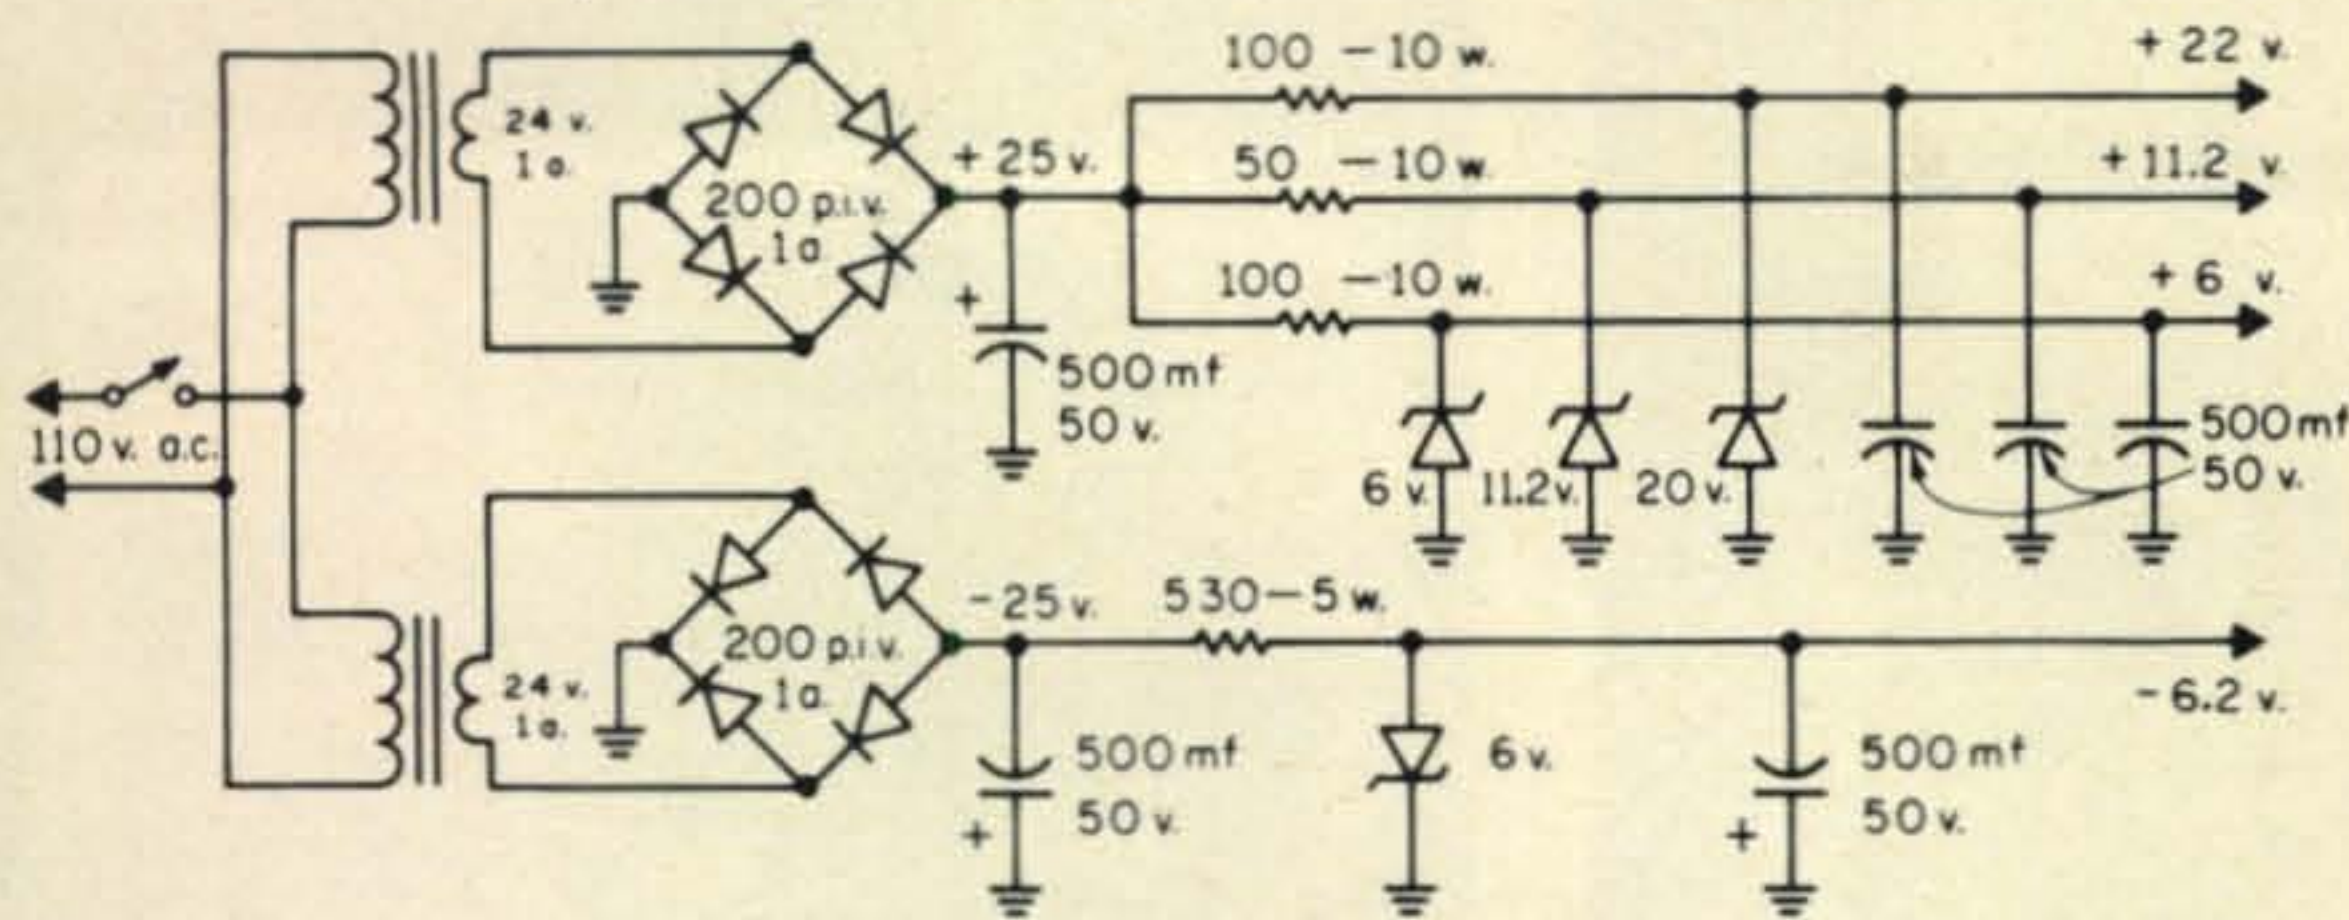 100 – 10 w.
+ 22 v.
24 v.
1 a.
+ 25 v.
50 – 10 w.
+ 11.2 v.
200 p.i.v.
1 a
100 – 10 w.
+ 6 v.
+
500 mf
50 v.
110 v. a.c.
6 v.
11.2 v.
20 v.
500 mf
50 v.
- 25 v.
530 – 5 w.
200 p.i.v.
1 a.
24 v.
1 a.
- 6.2 v.
500 mf
50 v.
+
6 v.
500 mf
50 v.
+